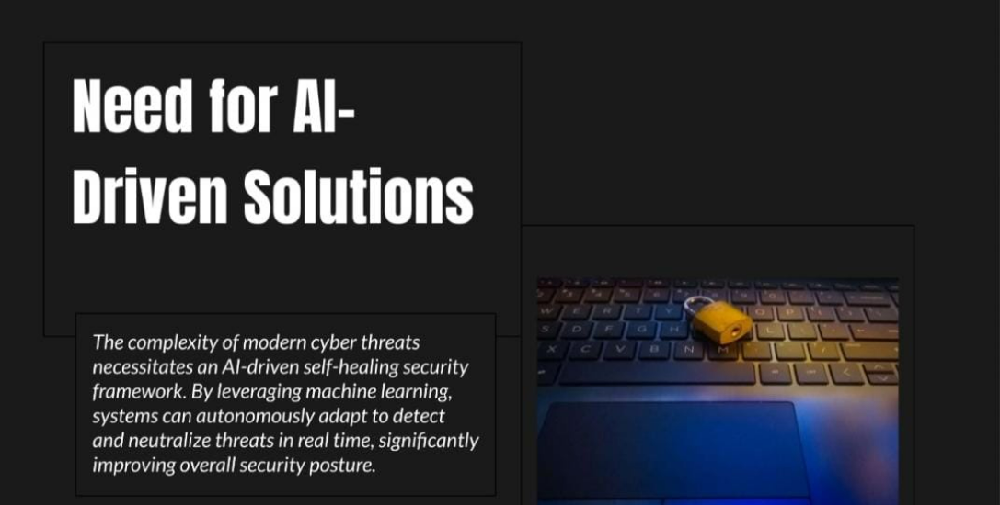 Need for AI-
Driven Solutions
The complexity of modern cyber threats
necessitates an AI-driven self-healing security
framework. By leveraging machine learning,
systems can autonomously adapt to detect
and neutralize threats in real time, significantly
improving overall security posture.